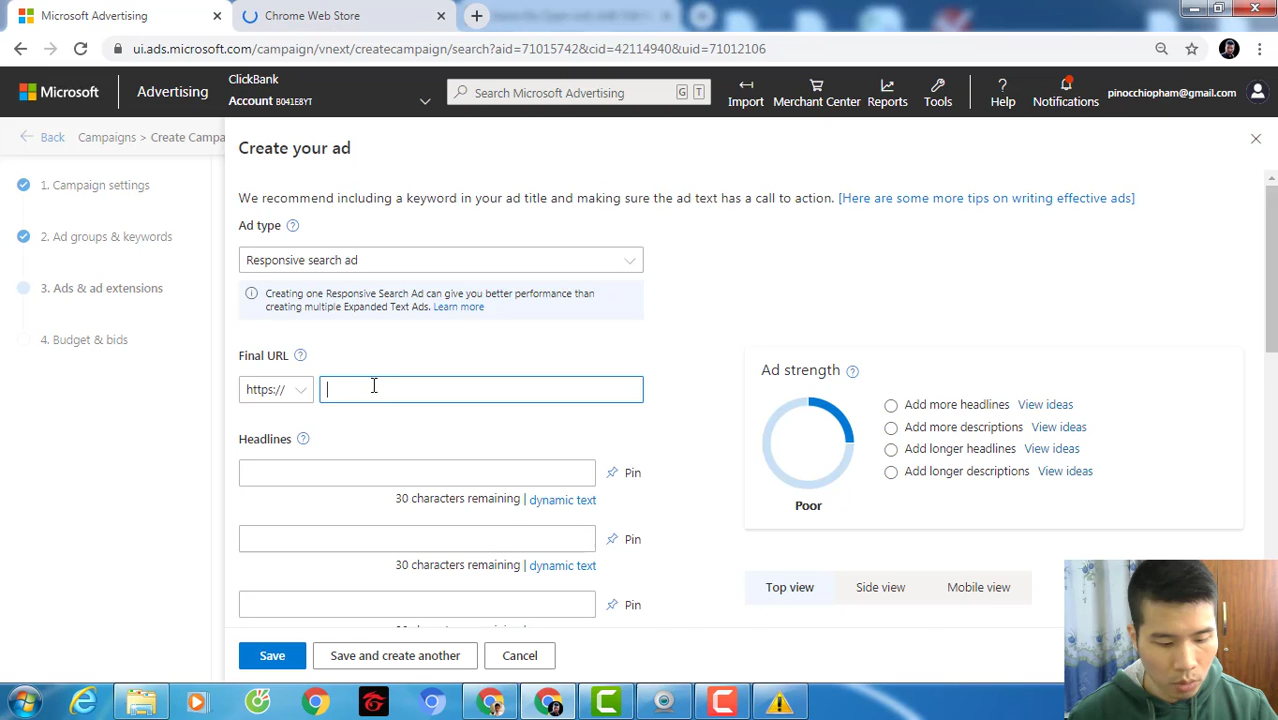 Microsoft Advertising
Chrome Web Store
ui.ads.microsoft.com/campaign/vnext/createcampaign/search?aid=71015742&cid=42114940&uid=71012106
Microsoft
Advertising
ClickBank
Account B041E8YT
Search Microsoft Advertising
G
T
Import
Merchant Center
Reports
Tools
Help
Notifications
pinocchiopham@gmail.com
Back
Campaigns > Create Campa
1. Campaign settings
2. Ad groups & keywords
3. Ads & ad extensions
4. Budget & bids
Create your ad
We recommend including a keyword in your ad title and making sure the ad text has a call to action. [Here are some more tips on writing effective ads]
Ad type
Responsive search ad
Creating one Responsive Search Ad can give you better performance than
creating multiple Expanded Text Ads. Learn more
Final URL
https://
Headlines
Pin
30 characters remaining | dynamic text
Pin
30 characters remaining | dynamic text
Pin
Ad strength
Poor
Add more headlines View ideas
Add more descriptions View ideas
Add longer headlines View ideas
Add longer descriptions View ideas
Top view
Side view
Mobile view
Save
Save and create another
Cancel